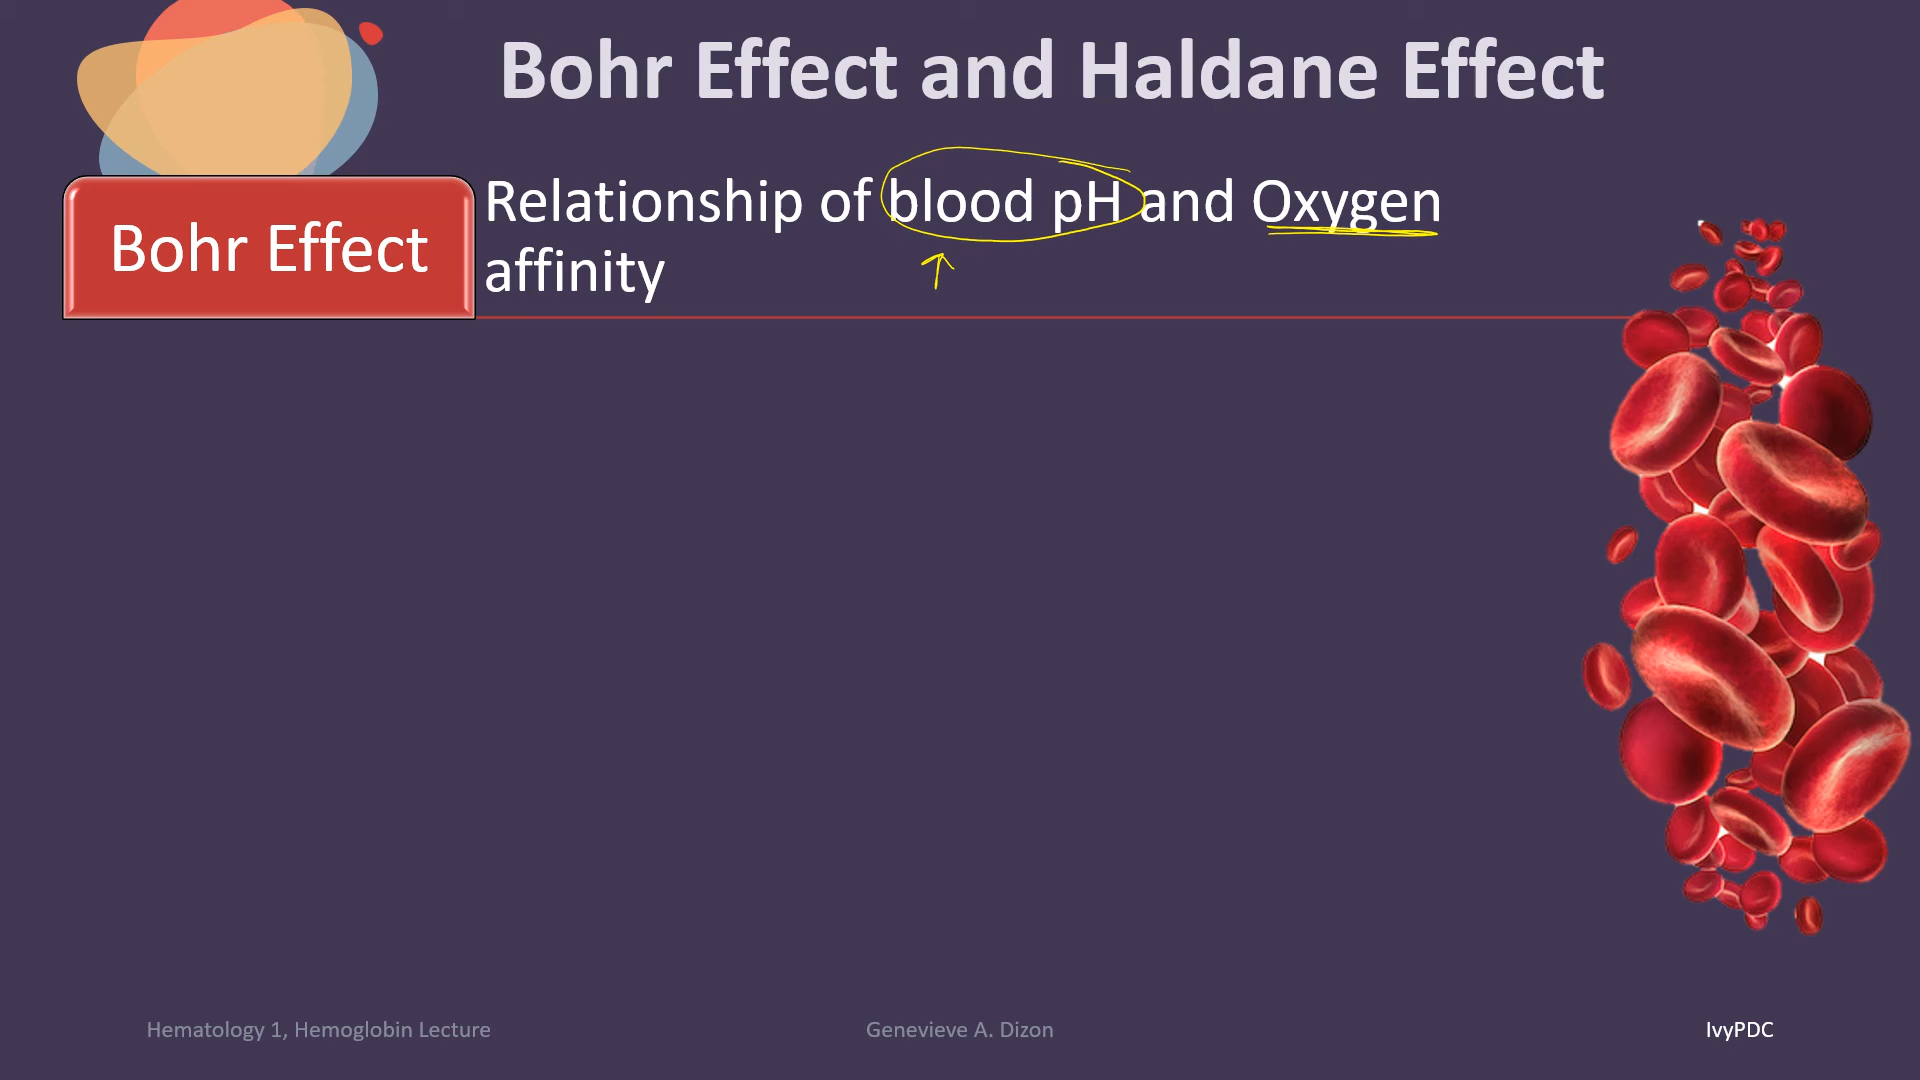 Bohr Effect and Haldane Effect
Bohr Effect
Relationship of blood pH and Oxygen
affinity
Hematology 1, Hemoglobin Lecture
Genevieve A. Dizon
IvyPDC